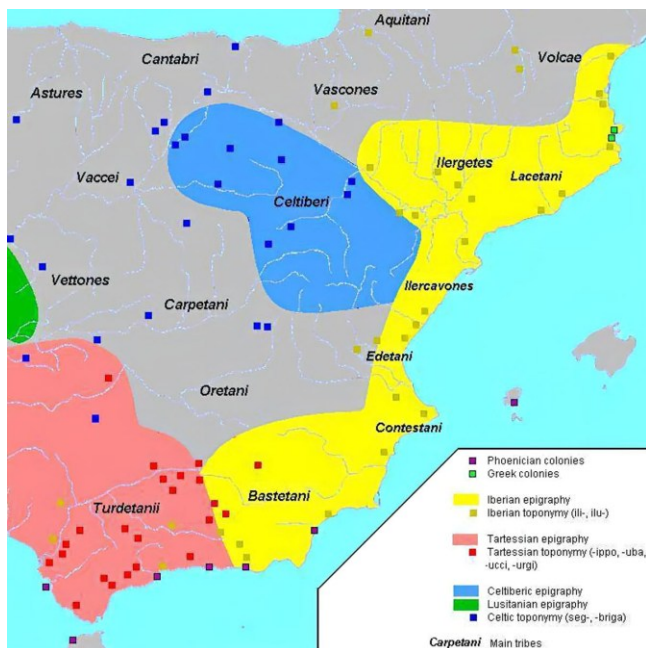 Aquitani
Cantabri
Volcae
Astures
Vascones
Ilergetes
Lacetani
Vaccei
Celtiberi
Vettones
Ilercavones
Carpetani
Edetani
Oretani
Contestani
Bastetani
Turdetanii
Phoenician colonies
Greek colonies
Iberian epigraphy
Iberian toponymy (ili-, ilu-)
Tartessian epigraphy
Tartessian toponymy (-ippo, -uba,
-ucci, -urgi)
Celtiberic epigraphy
Lusitanian epigraphy
Celtic toponymy (seg-, -briga)
Carpetani Main tribes